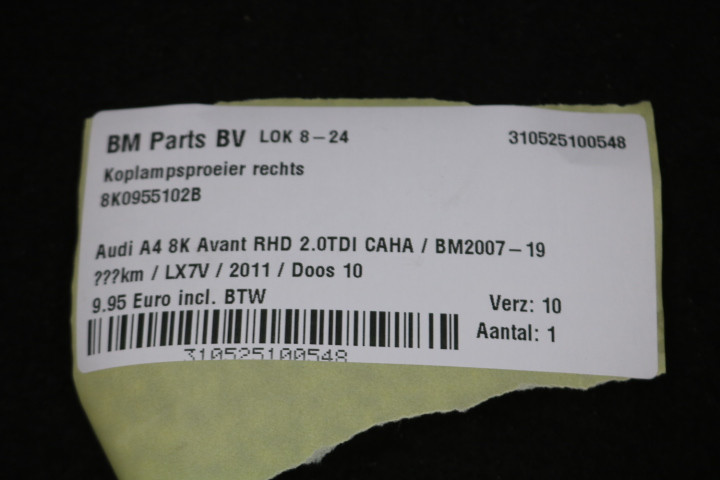 BM Parts BV LOK 8-24 310525100548
Koplampsproeier rechts
8K0955102B
Audi A4 8K Avant RHD 2.0TDI CAHA / BM2007-19
???km / LX7V / 2011 / Doos 10
9.95 Euro incl. BTW Verz: 10
Aantal: 1
310525100548